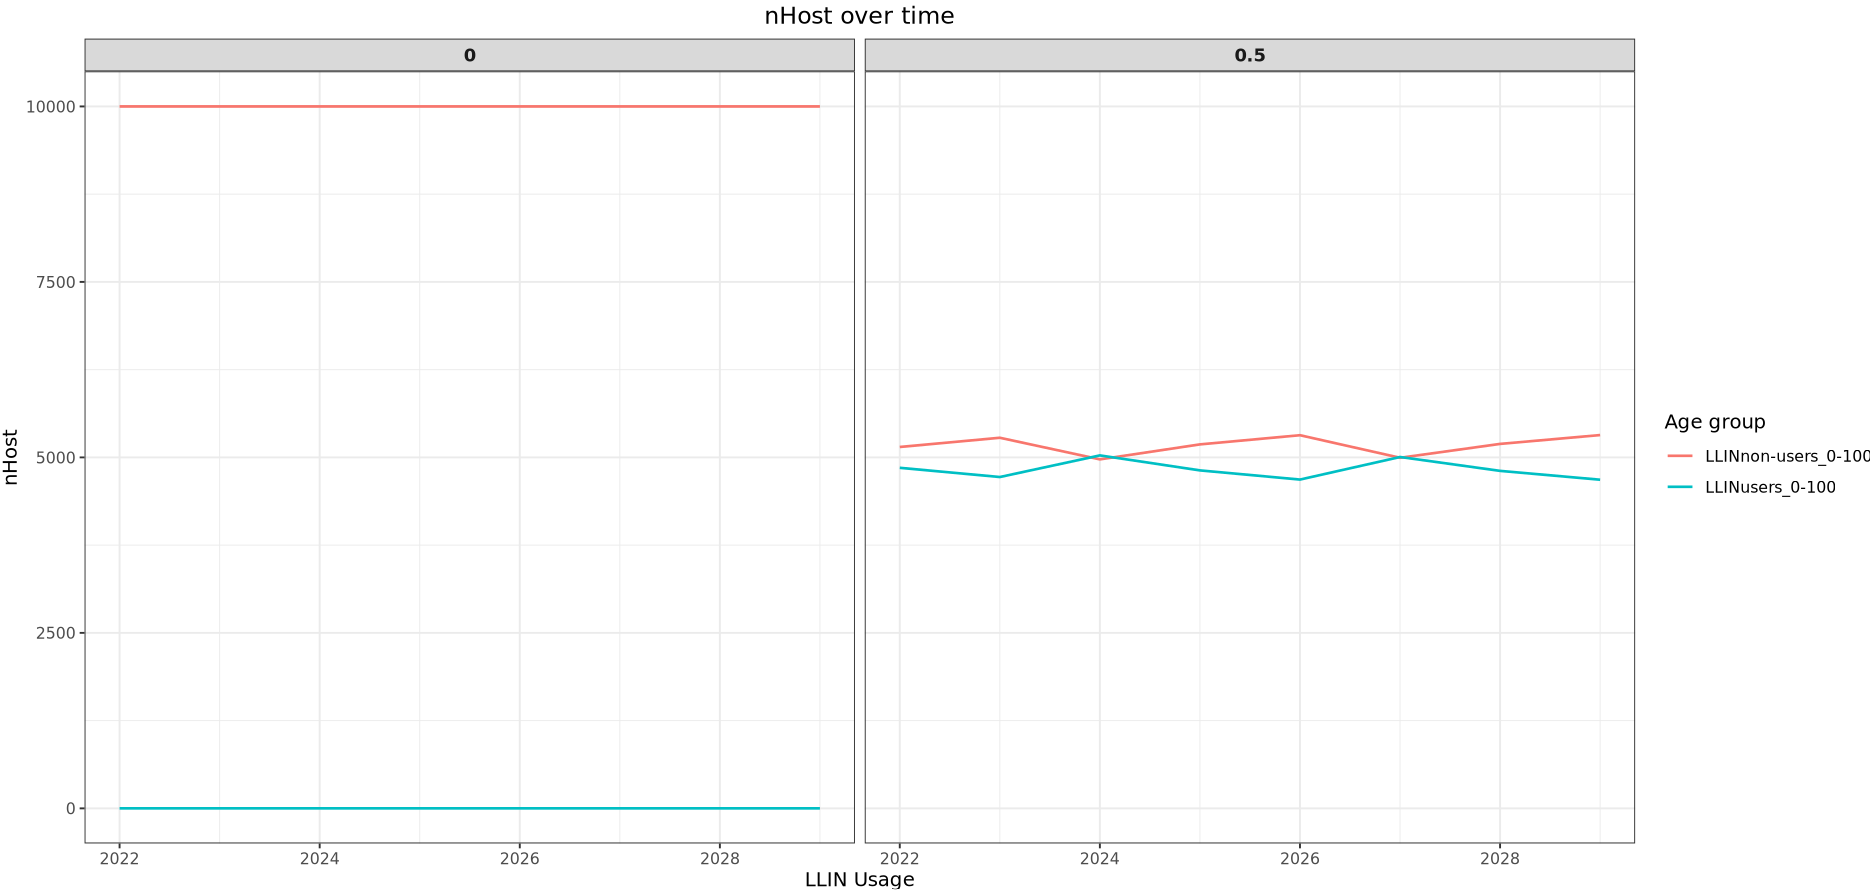 nHost over time
0
0.5
10000
7500
5000
2500
0
nHost
2022
2024
2026
2028
2022
2024
2026
2028
LLIN Usage
Age group
LLINnon-users_0-100
LLINusers_0-100